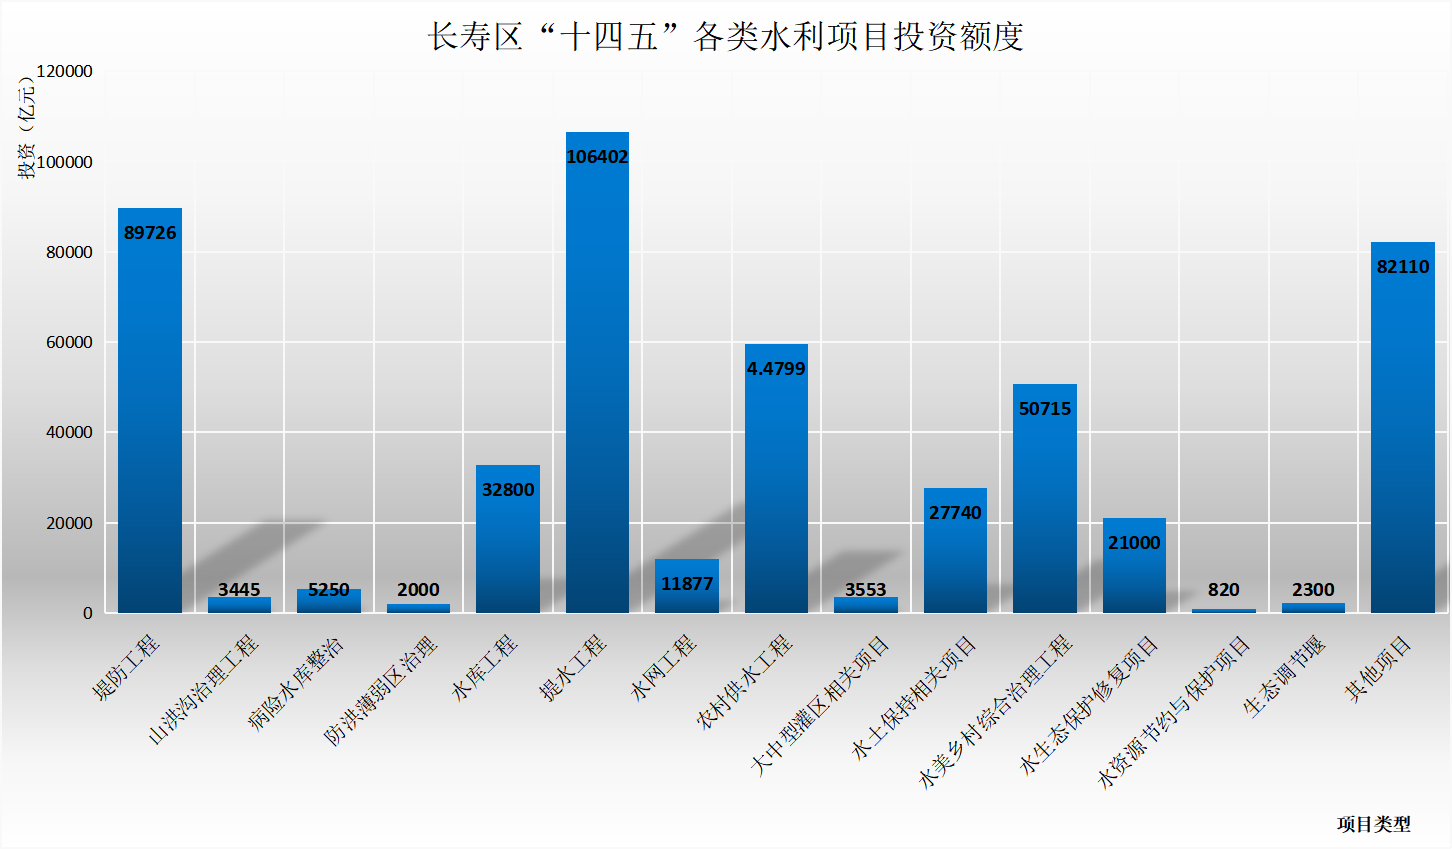 长寿区“十四五”各类水利项目投资额度
投资（亿元）
120000
100000
80000
60000
40000
20000
0
89726
3445
5250
2000
32800
106402
11877
4.4799
3553
27740
50715
21000
820
2300
82110
堤防工程
山洪沟治理工程
病险水库整治
防洪薄弱区治理
水库工程
提水工程
水网工程
农村供水工程
大中型灌区相关项目
水土保持相关项目
水美乡村综合治理工程
水生态保护修复项目
水资源节约与保护项目
生态调节堰
其他项目
项目类型